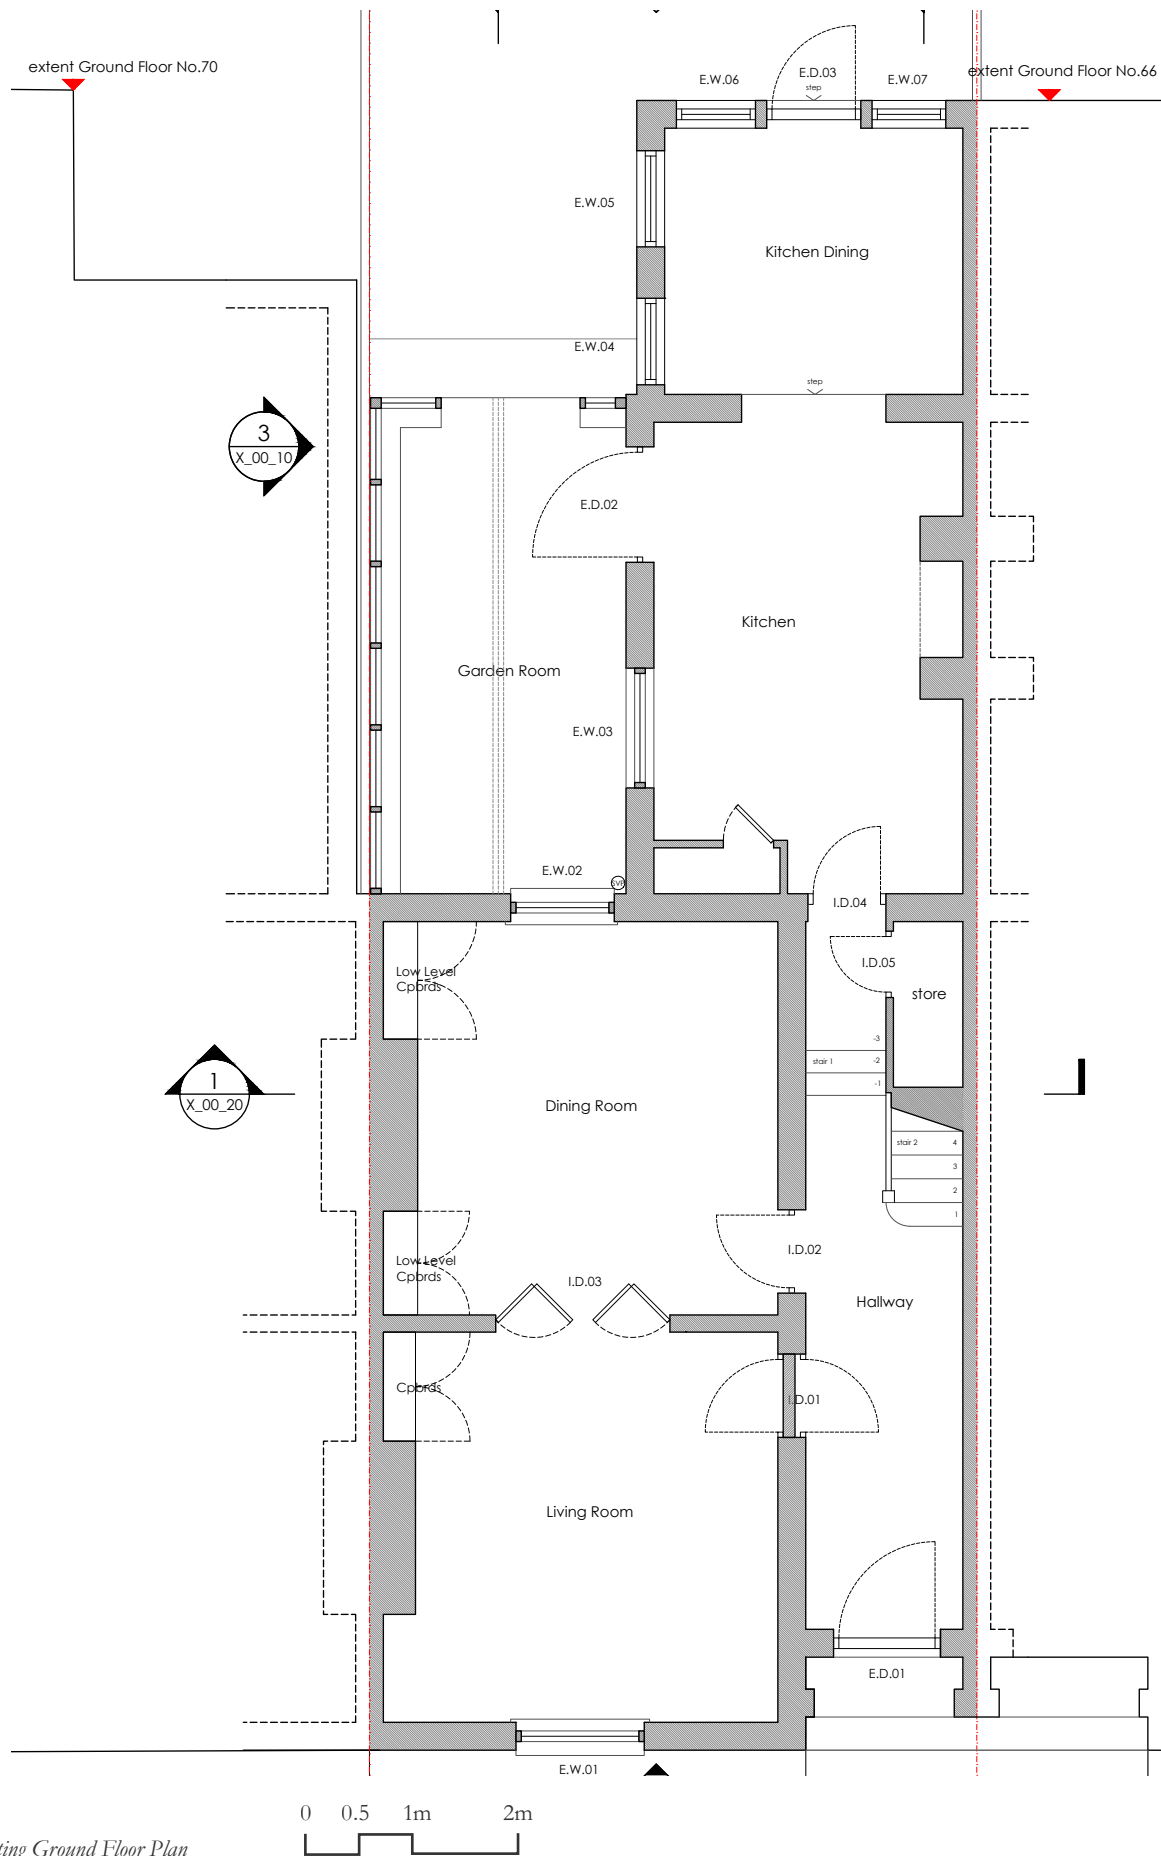 extent Ground Floor No.70
extent Ground Floor No.66
E.W.06
E.D.03
step
E.W.07
E.W.05
Kitchen Dining
E.W.04
step
3
X_00_10
E.D.02
Kitchen
Garden Room
E.W.03
E.W.02
SVP
I.D.04
I.D.05
store
Low Level
Cpbrds
-3
stair 1
-2
-1
1
X_00_20
Dining Room
stair 2
4
3
2
1
I.D.02
Low Level
Cpbrds
I.D.03
Hallway
Cpbrds
I.D.01
Living Room
E.D.01
E.W.01
0 0.5 1m 2m
ting Ground Floor Plan